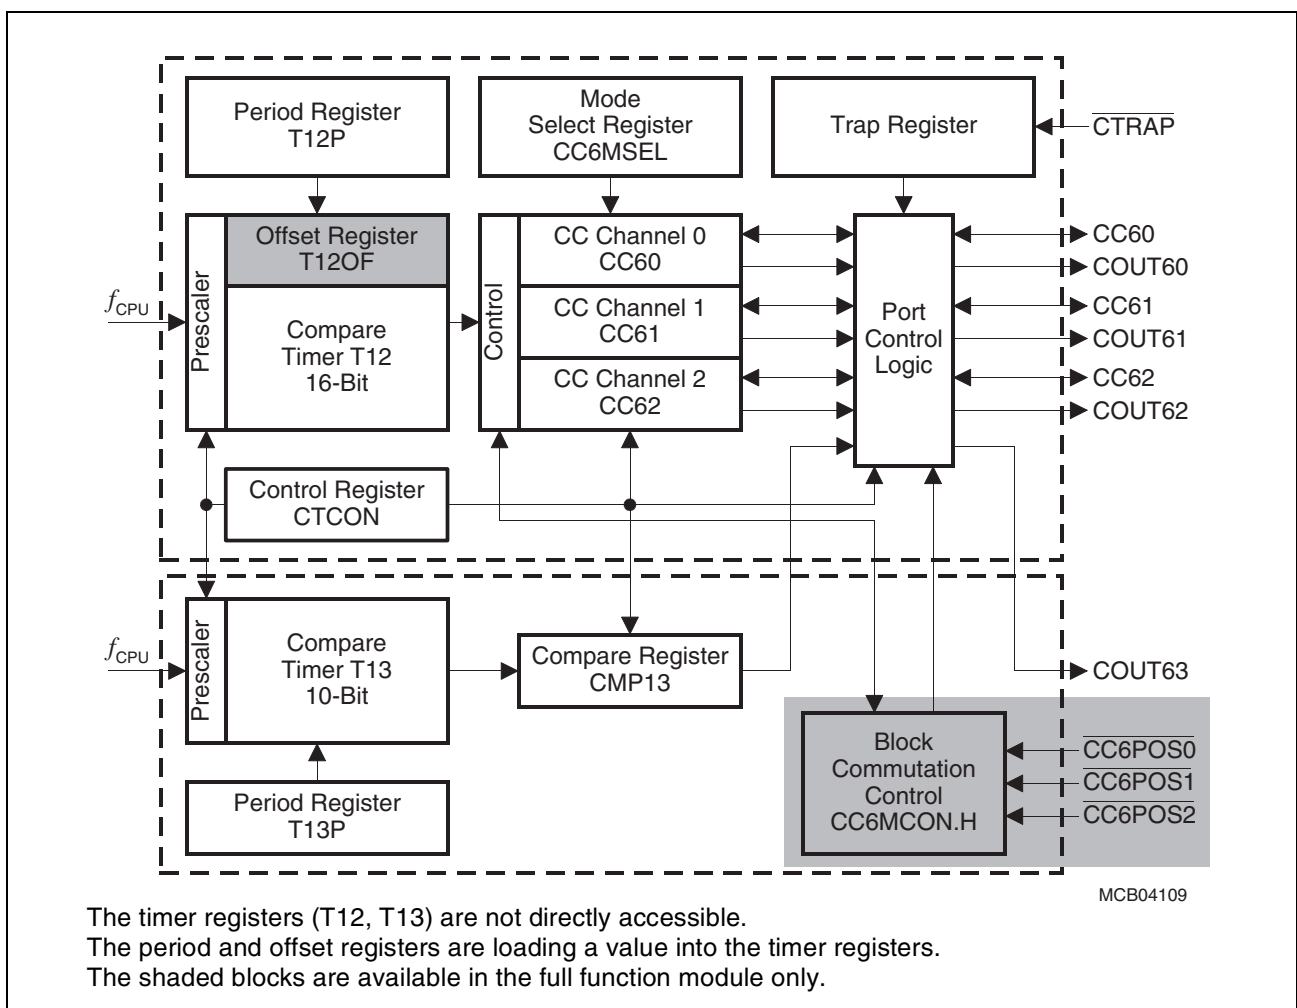 Period Register
T12P
Mode
Select Register
CC6MSEL
Trap Register
CTRAP
Prescaler
Offset Register
T12OF
fCPU
Compare
Timer T12
16-Bit
Control
CC Channel 0
CC60
CC Channel 1
CC61
CC Channel 2
CC62
Port
Control
Logic
CC60
COUT60
CC61
COUT61
CC62
COUT62
Control Register
CTCON
fCPU
Prescaler
Compare
Timer T13
10-Bit
Compare Register
CMP13
COUT63
Period Register
T13P
Block
Commutation
Control
CC6MCON.H
CC6POS0
CC6POS1
CC6POS2
MCB04109
The timer registers (T12, T13) are not directly accessible.
The period and offset registers are loading a value into the timer registers.
The shaded blocks are available in the full function module only.